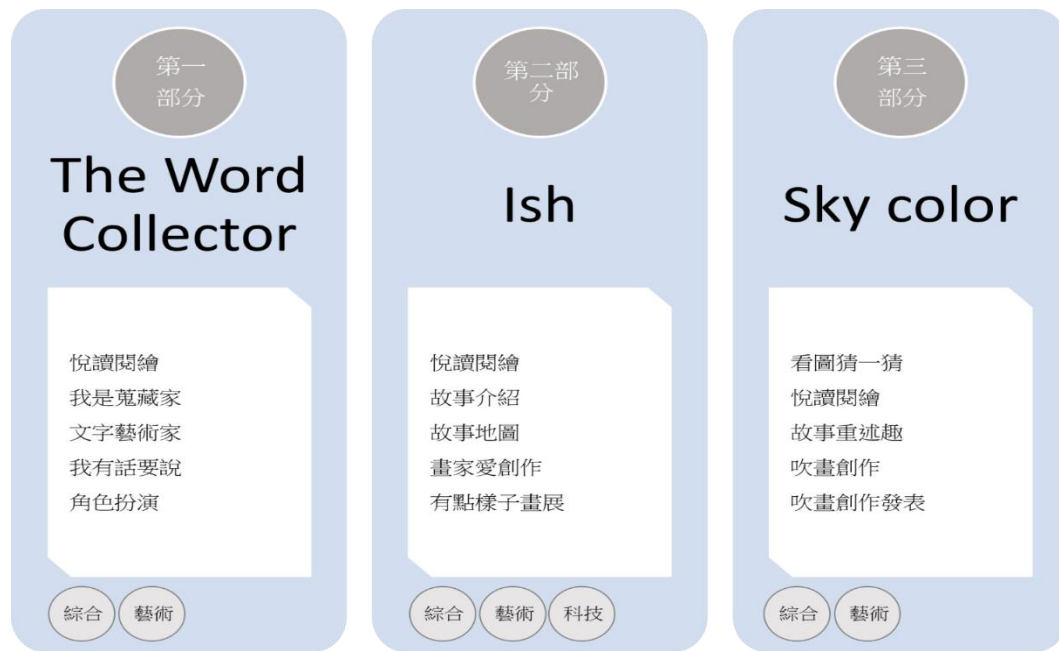 第一
部分
The Word
Collector
悅讀閱繪
我是蒐藏家
文字藝術家
我有話要說
角色扮演
綜合 藝術
第二部
分
Ish
悅讀閱繪
故事介紹
故事地圖
畫家愛創作
有點樣子畫展
綜合 藝術 科技
第三
部分
Sky color
看圖猜一猜
悅讀閱繪
故事重述趣
吹畫創作
吹畫創作發表
綜合 藝術